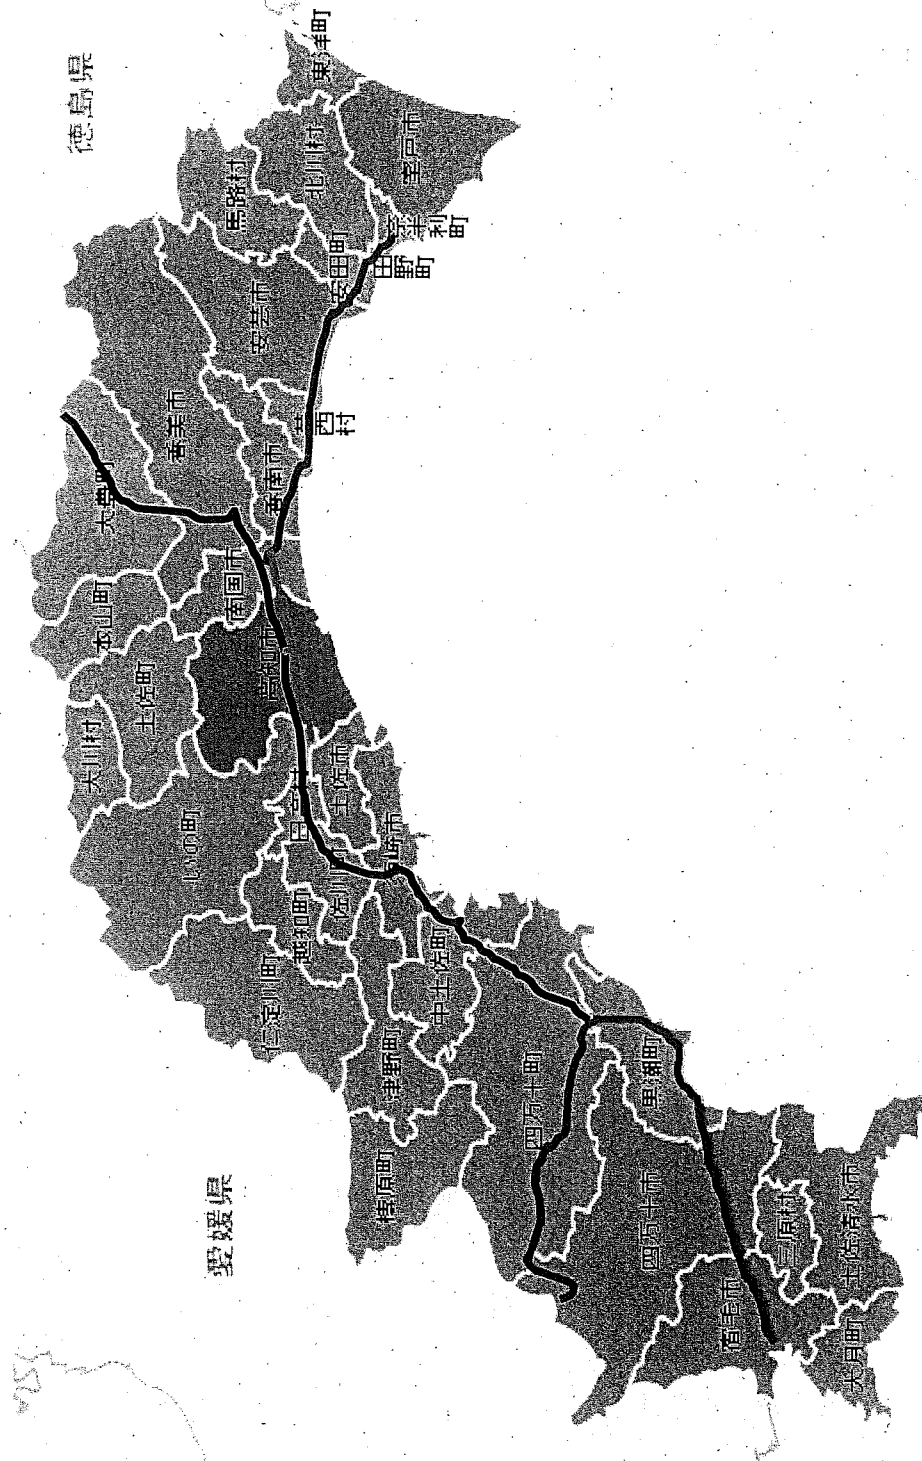 徳島県
大川村
本山町
大豊町
土佐町
香美市
いの町
愛媛県
南国市
馬路村
安芸市
仁淀川町
高知市
香南市
越知町
日高村
北川村
東洋町
芸
西
村
佐川町
土佐市
安田町
梼原町
津野町
須崎市
田
野
町
奈
半
利
町
室戸市
中土佐町
四万十町
黒潮町
四万十市
宿毛市
三原村
土佐清水市
大月町